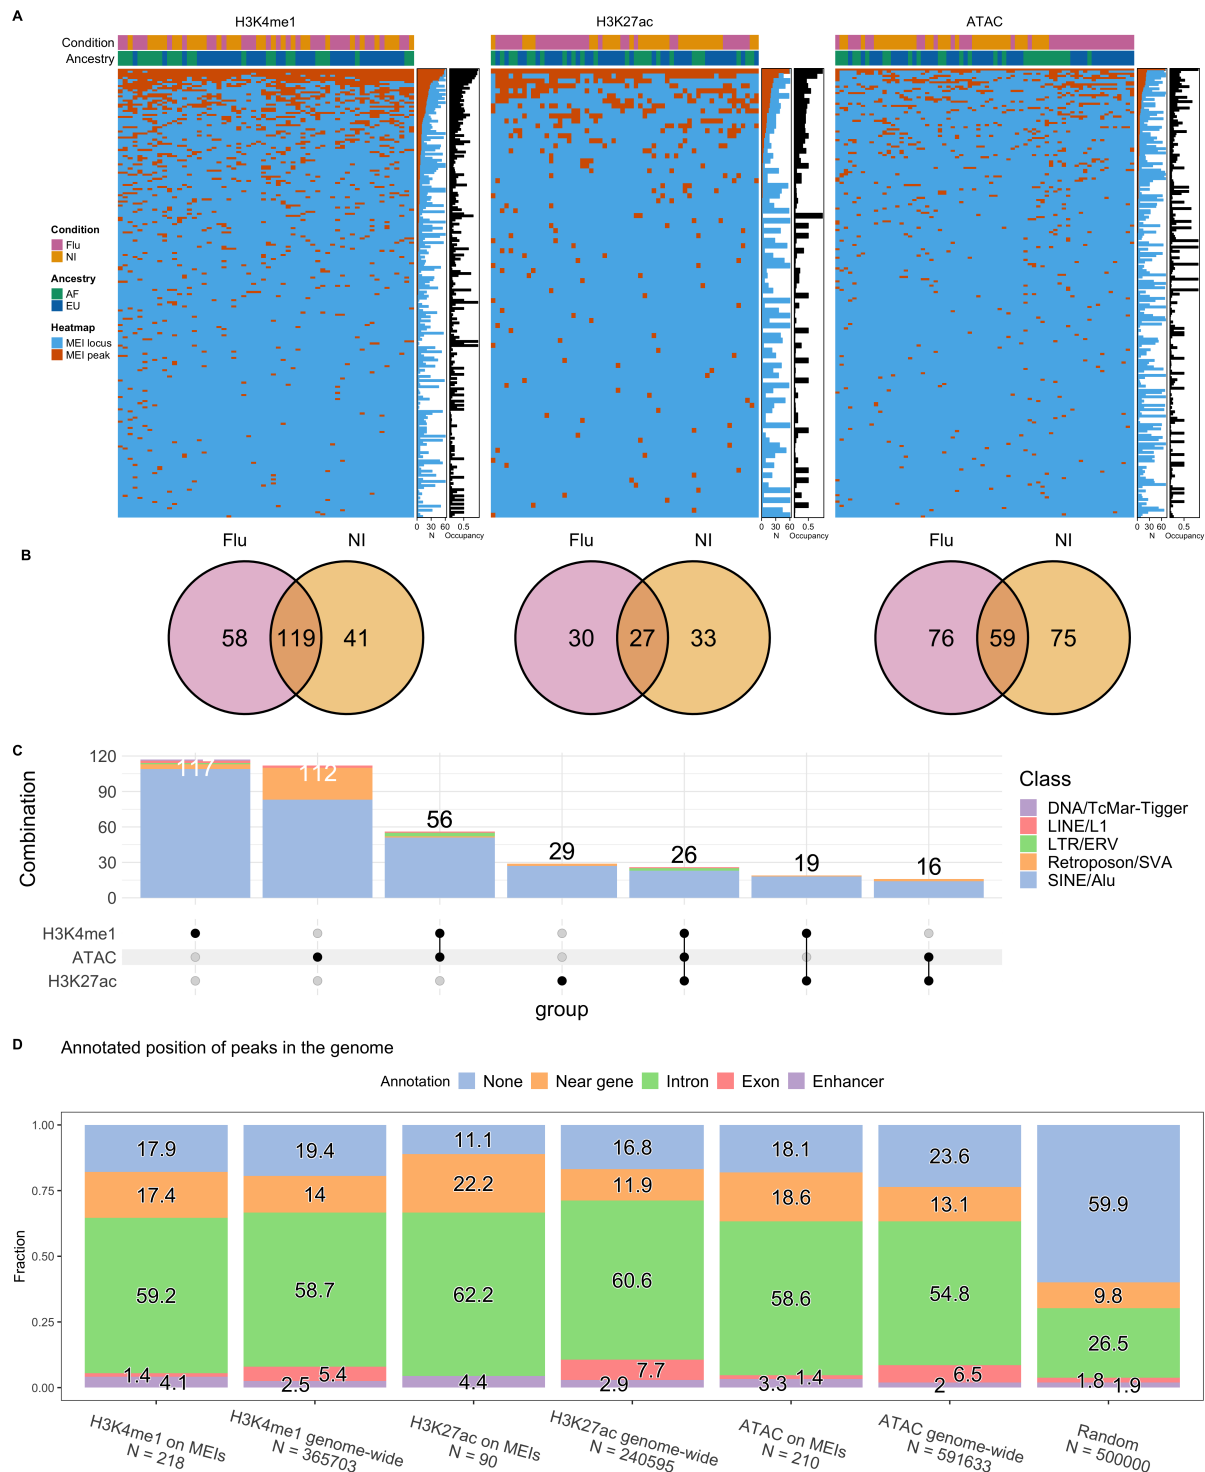 A
H3K4me1
H3K27ac
ATAC
Condition
Ancestry
Condition
Flu
NI
Ancestry
AF
EU
Heatmap
MEI locus
MEI peak
0 30 60
N
0.5
Occupancy
0 30 60
N
0.5
Occupancy
0 30 60
N
0.5
Occupancy
B
Flu NI
58 119 41
Flu NI
30 27 33
Flu NI
76 59 75
C
Combination
120
90
60
30
0
117
112
56
29
26
19
16
Class
DNA/TcMar-Tigger
LINE/L1
LTR/ERV
Retroposon/SVA
SINE/Alu
H3K4me1
ATAC
H3K27ac
group
D
Annotated position of peaks in the genome
Annotation None Near gene Intron Exon Enhancer
Fraction
1.00
0.75
0.50
0.25
0.00
17.9
17.4
59.2
1.4
4.1
19.4
14
58.7
5.4
2.5
11.1
22.2
62.2
4.4
16.8
11.9
60.6
7.7
2.9
18.1
18.6
58.6
1.4
3.3
23.6
13.1
54.8
6.5
2
59.9
9.8
26.5
1.8
1.9
H3K4me1 on MEIs
N = 218
H3K4me1 genome-wide
N = 365703
H3K27ac on MEIs
N = 90
H3K27ac genome-wide
N = 240595
ATAC on MEIs
N = 210
ATAC genome-wide
N = 591633
Random
N = 500000